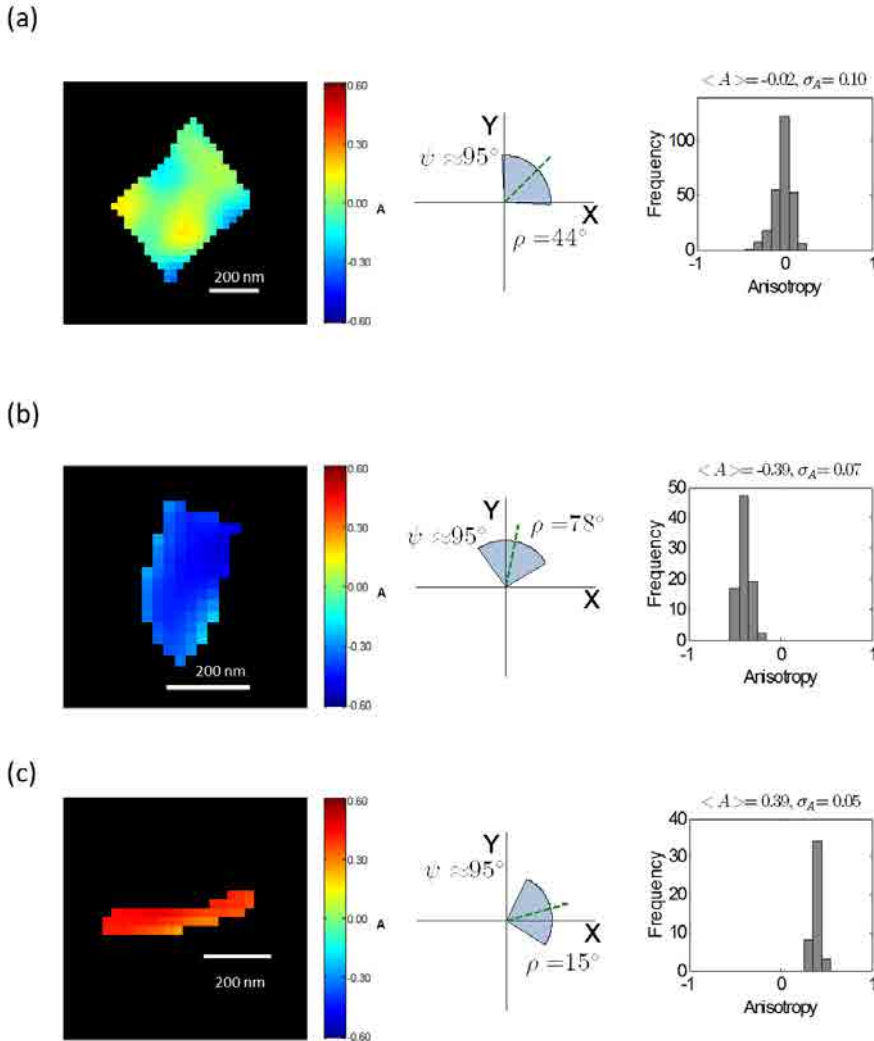 (a)
0.60
0.30
0.00
-0.30
-0.60
A
200 nm
Y
ψ ≈95°
X
ρ =44°
< A >= -0.02, σ_A= 0.10
Frequency
100
50
0
-1 0 1
Anisotropy
(b)
0.60
0.30
0.00
-0.30
-0.60
A
200 nm
Y
ψ ≈95°
ρ =78°
X
< A >= -0.39, σ_A= 0.07
Frequency
50
40
30
20
10
0
-1 0 1
Anisotropy
(c)
0.60
0.30
0.00
-0.30
-0.60
A
200 nm
Y
ψ ≈95°
X
ρ =15°
< A >= 0.39, σ_A= 0.05
Frequency
40
30
20
10
0
-1 0 1
Anisotropy